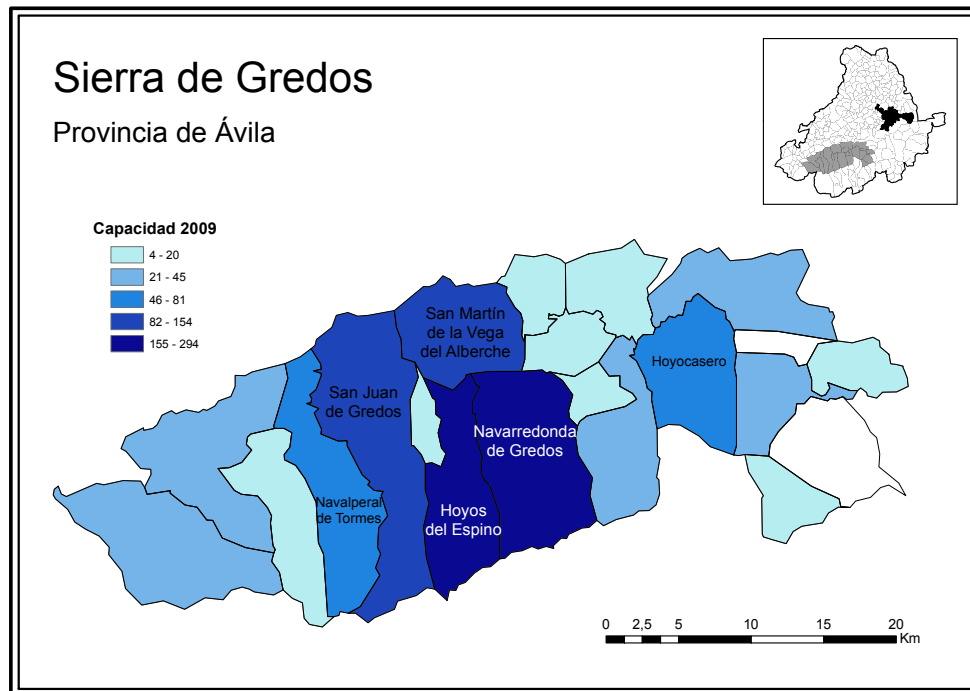 Sierra de Gredos
Provincia de Ávila
Capacidad 2009
4 - 20
21 - 45
46 - 81
82 - 154
155 - 294
San Martín
de la Vega
del Alberche
Hoyocasero
San Juan
de Gredos
Navarredonda
de Gredos
Navalperal
de Tormes
Hoyos
del Espino
0 2,5 5 10 15 20
Km